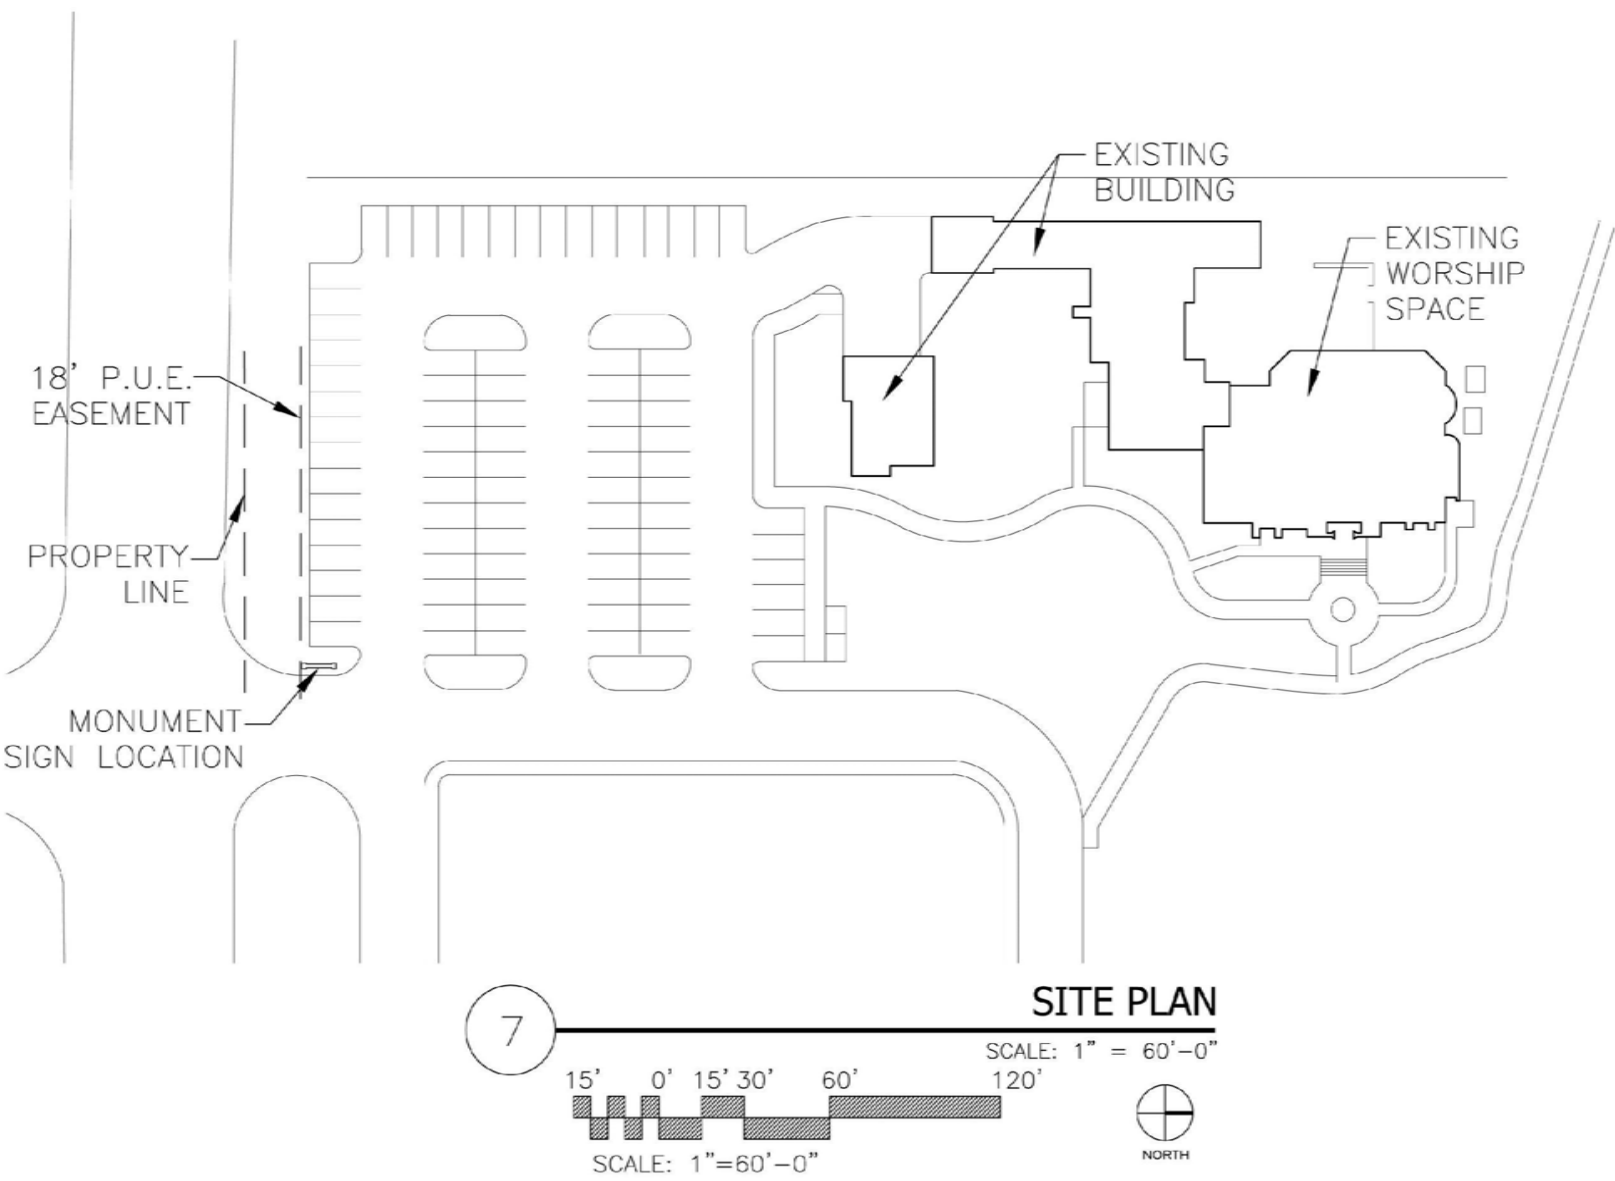 EXISTING
BUILDING
EXISTING
WORSHIP
SPACE
18' P.U.E.
EASEMENT
PROPERTY
LINE
MONUMENT
SIGN LOCATION
7
SITE PLAN
SCALE: 1" = 60'-0"
15' 0' 15' 30' 60' 120'
SCALE: 1"=60'-0"
NORTH